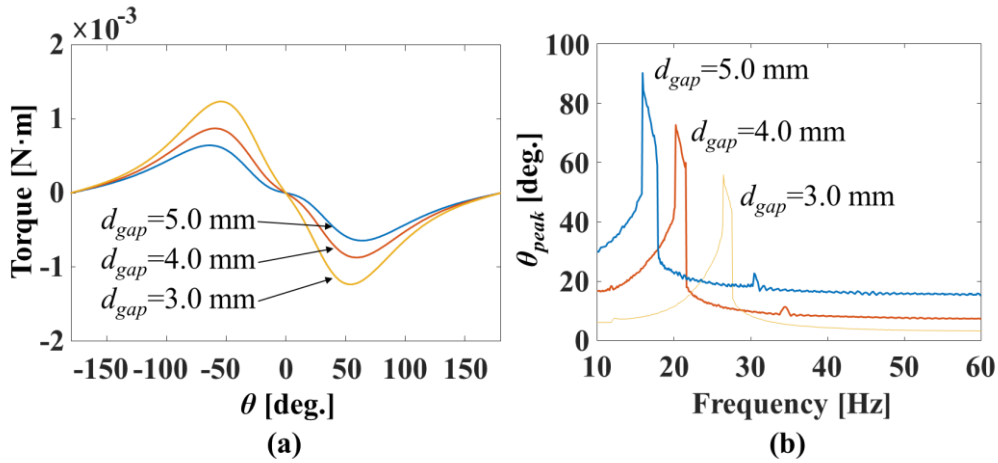 ×10⁻³
2
1
0
-1
-2
Torque [N·m]
d_gap=5.0 mm
d_gap=4.0 mm
d_gap=3.0 mm
-150 -100 -50 0 50 100 150
θ [deg.]
(a)
100
80
60
40
20
0
θ_peak [deg.]
d_gap=5.0 mm
d_gap=4.0 mm
d_gap=3.0 mm
10 20 30 40 50 60
Frequency [Hz]
(b)